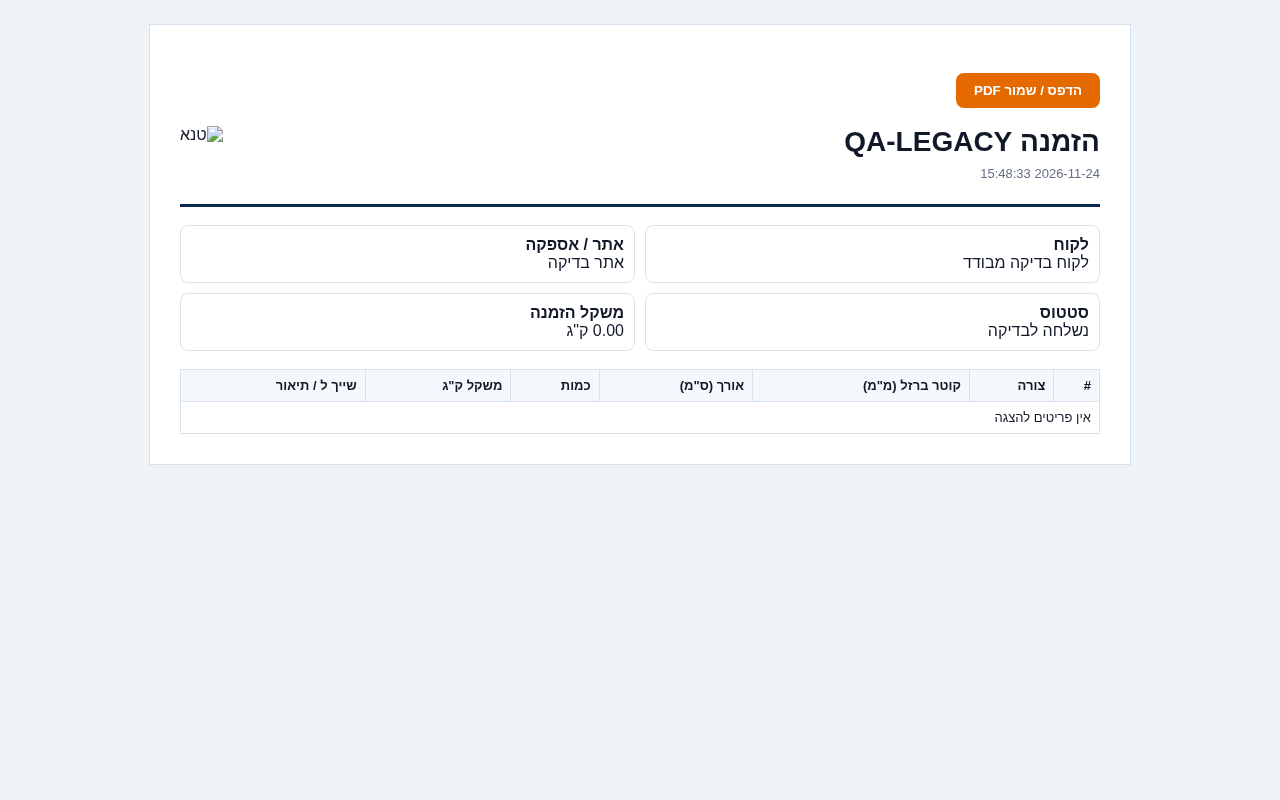 הדפס / שמור PDF
הזמנה QA-LEGACY
טנא
15:48:33 2026-11-24
לקוח
לקוח בדיקה מבודד
אתר / אספקה
אתר בדיקה
סטטוס
נשלחה לבדיקה
משקל הזמנה
0.00 ק"ג
# צורה קוטר ברזל (מ"מ) אורך (ס"מ) כמות משקל ק"ג שייך ל / תיאור
אין פריטים להצגה